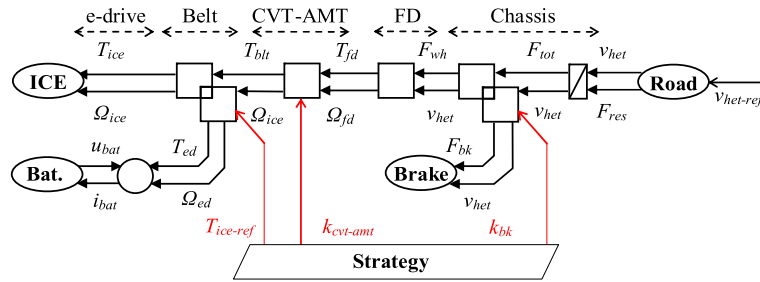 e-drive Belt CVT-AMT FD Chassis
T_ice T_blt T_fd F_wh F_tot v_het
ICE Road
v_het-ref
Ω_ice Ω_ice Ω_fd v_het v_het F_res
u_bat T_ed F_bk
Bat. Brake
i_bat Ω_ed v_het
T_ice-ref k_cvt-amt k_bk
Strategy